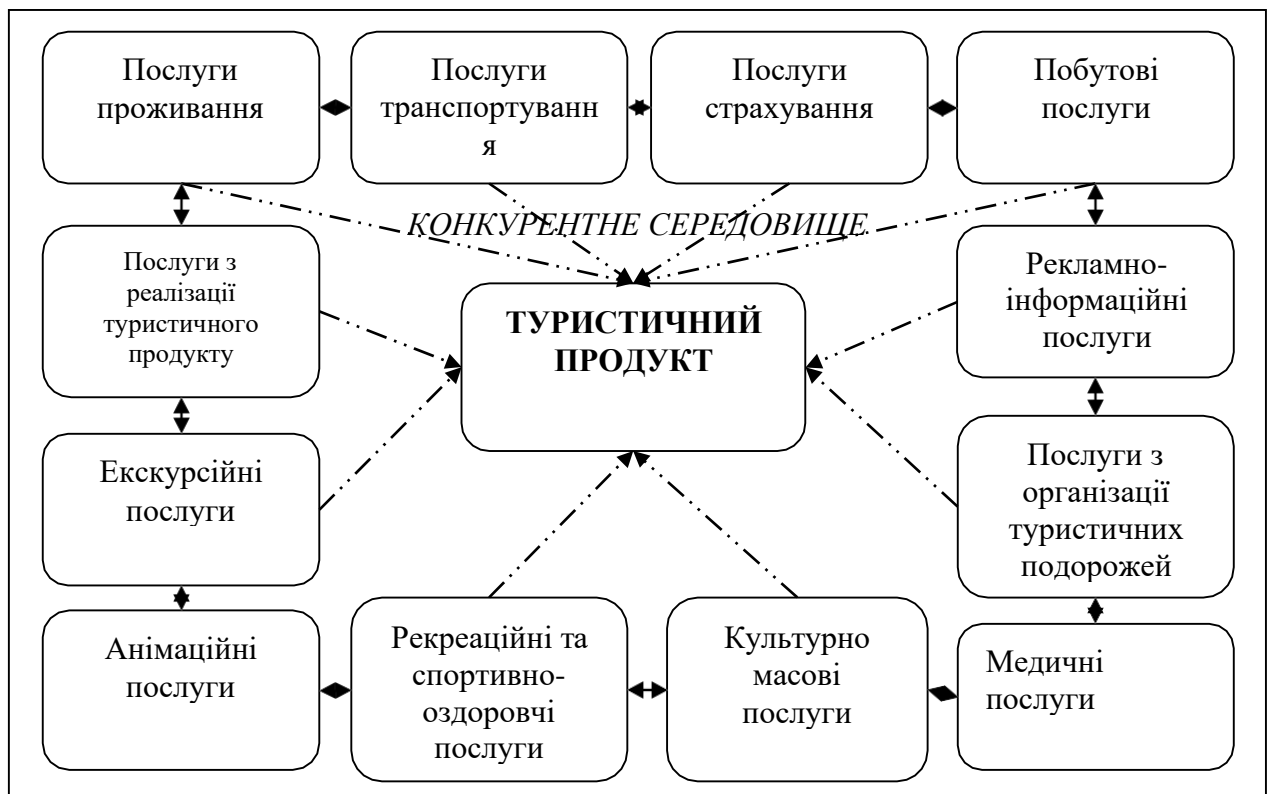 Послуги
проживання
Послуги
транспортуванн
я
Послуги
страхування
Побутові
послуги
КОНКУРЕНТНЕ СЕРЕДОВИЩЕ
Послуги з
реалізації
туристичного
продукту
ТУРИСТИЧНИЙ
ПРОДУКТ
Рекламно-
інформаційні
послуги
Екскурсійні
послуги
Послуги з
організації
туристичних
подорожей
Анімаційні
послуги
Рекреаційні та
спортивно-
оздоровчі
послуги
Культурно
масові
послуги
Медичні
послуги